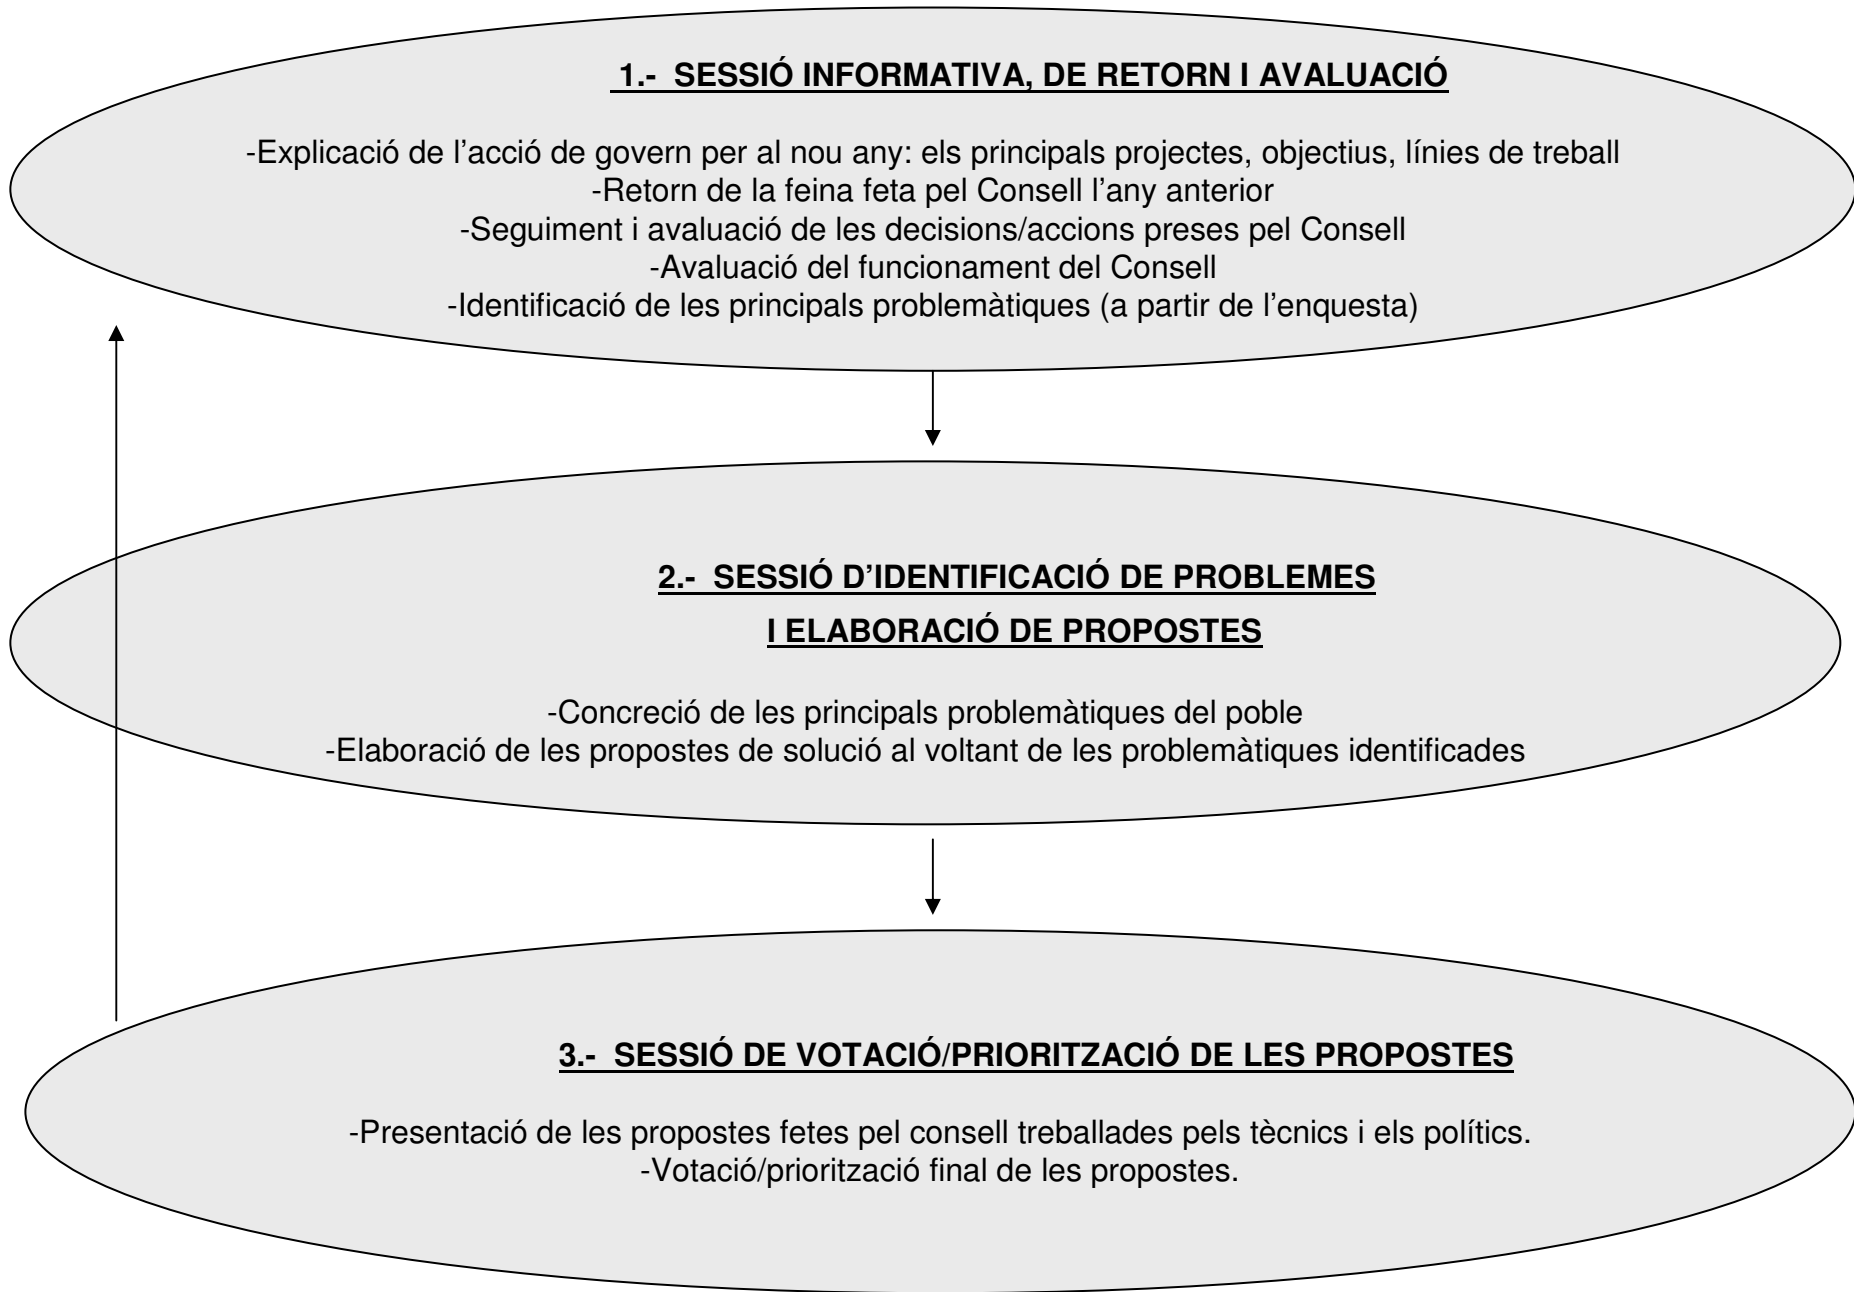 1.- SESSIÓ INFORMATIVA, DE RETORN I AVALUACIÓ
-Explicació de l’acció de govern per al nou any: els principals projectes, objectius, línies de treball
-Retorn de la feina feta pel Consell l’any anterior
-Seguiment i avaluació de les decisions/accions preses pel Consell
-Avaluació del funcionament del Consell
-Identificació de les principals problemàtiques (a partir de l’enquesta)
2.- SESSIÓ D’IDENTIFICACIÓ DE PROBLEMES
I ELABORACIÓ DE PROPOSTES
-Concreció de les principals problemàtiques del poble
-Elaboració de les propostes de solució al voltant de les problemàtiques identificades
3.- SESSIÓ DE VOTACIÓ/PRIORITZACIÓ DE LES PROPOSTES
-Presentació de les propostes fetes pel consell treballades pels tècnics i els polítics.
-Votació/priorització final de les propostes.